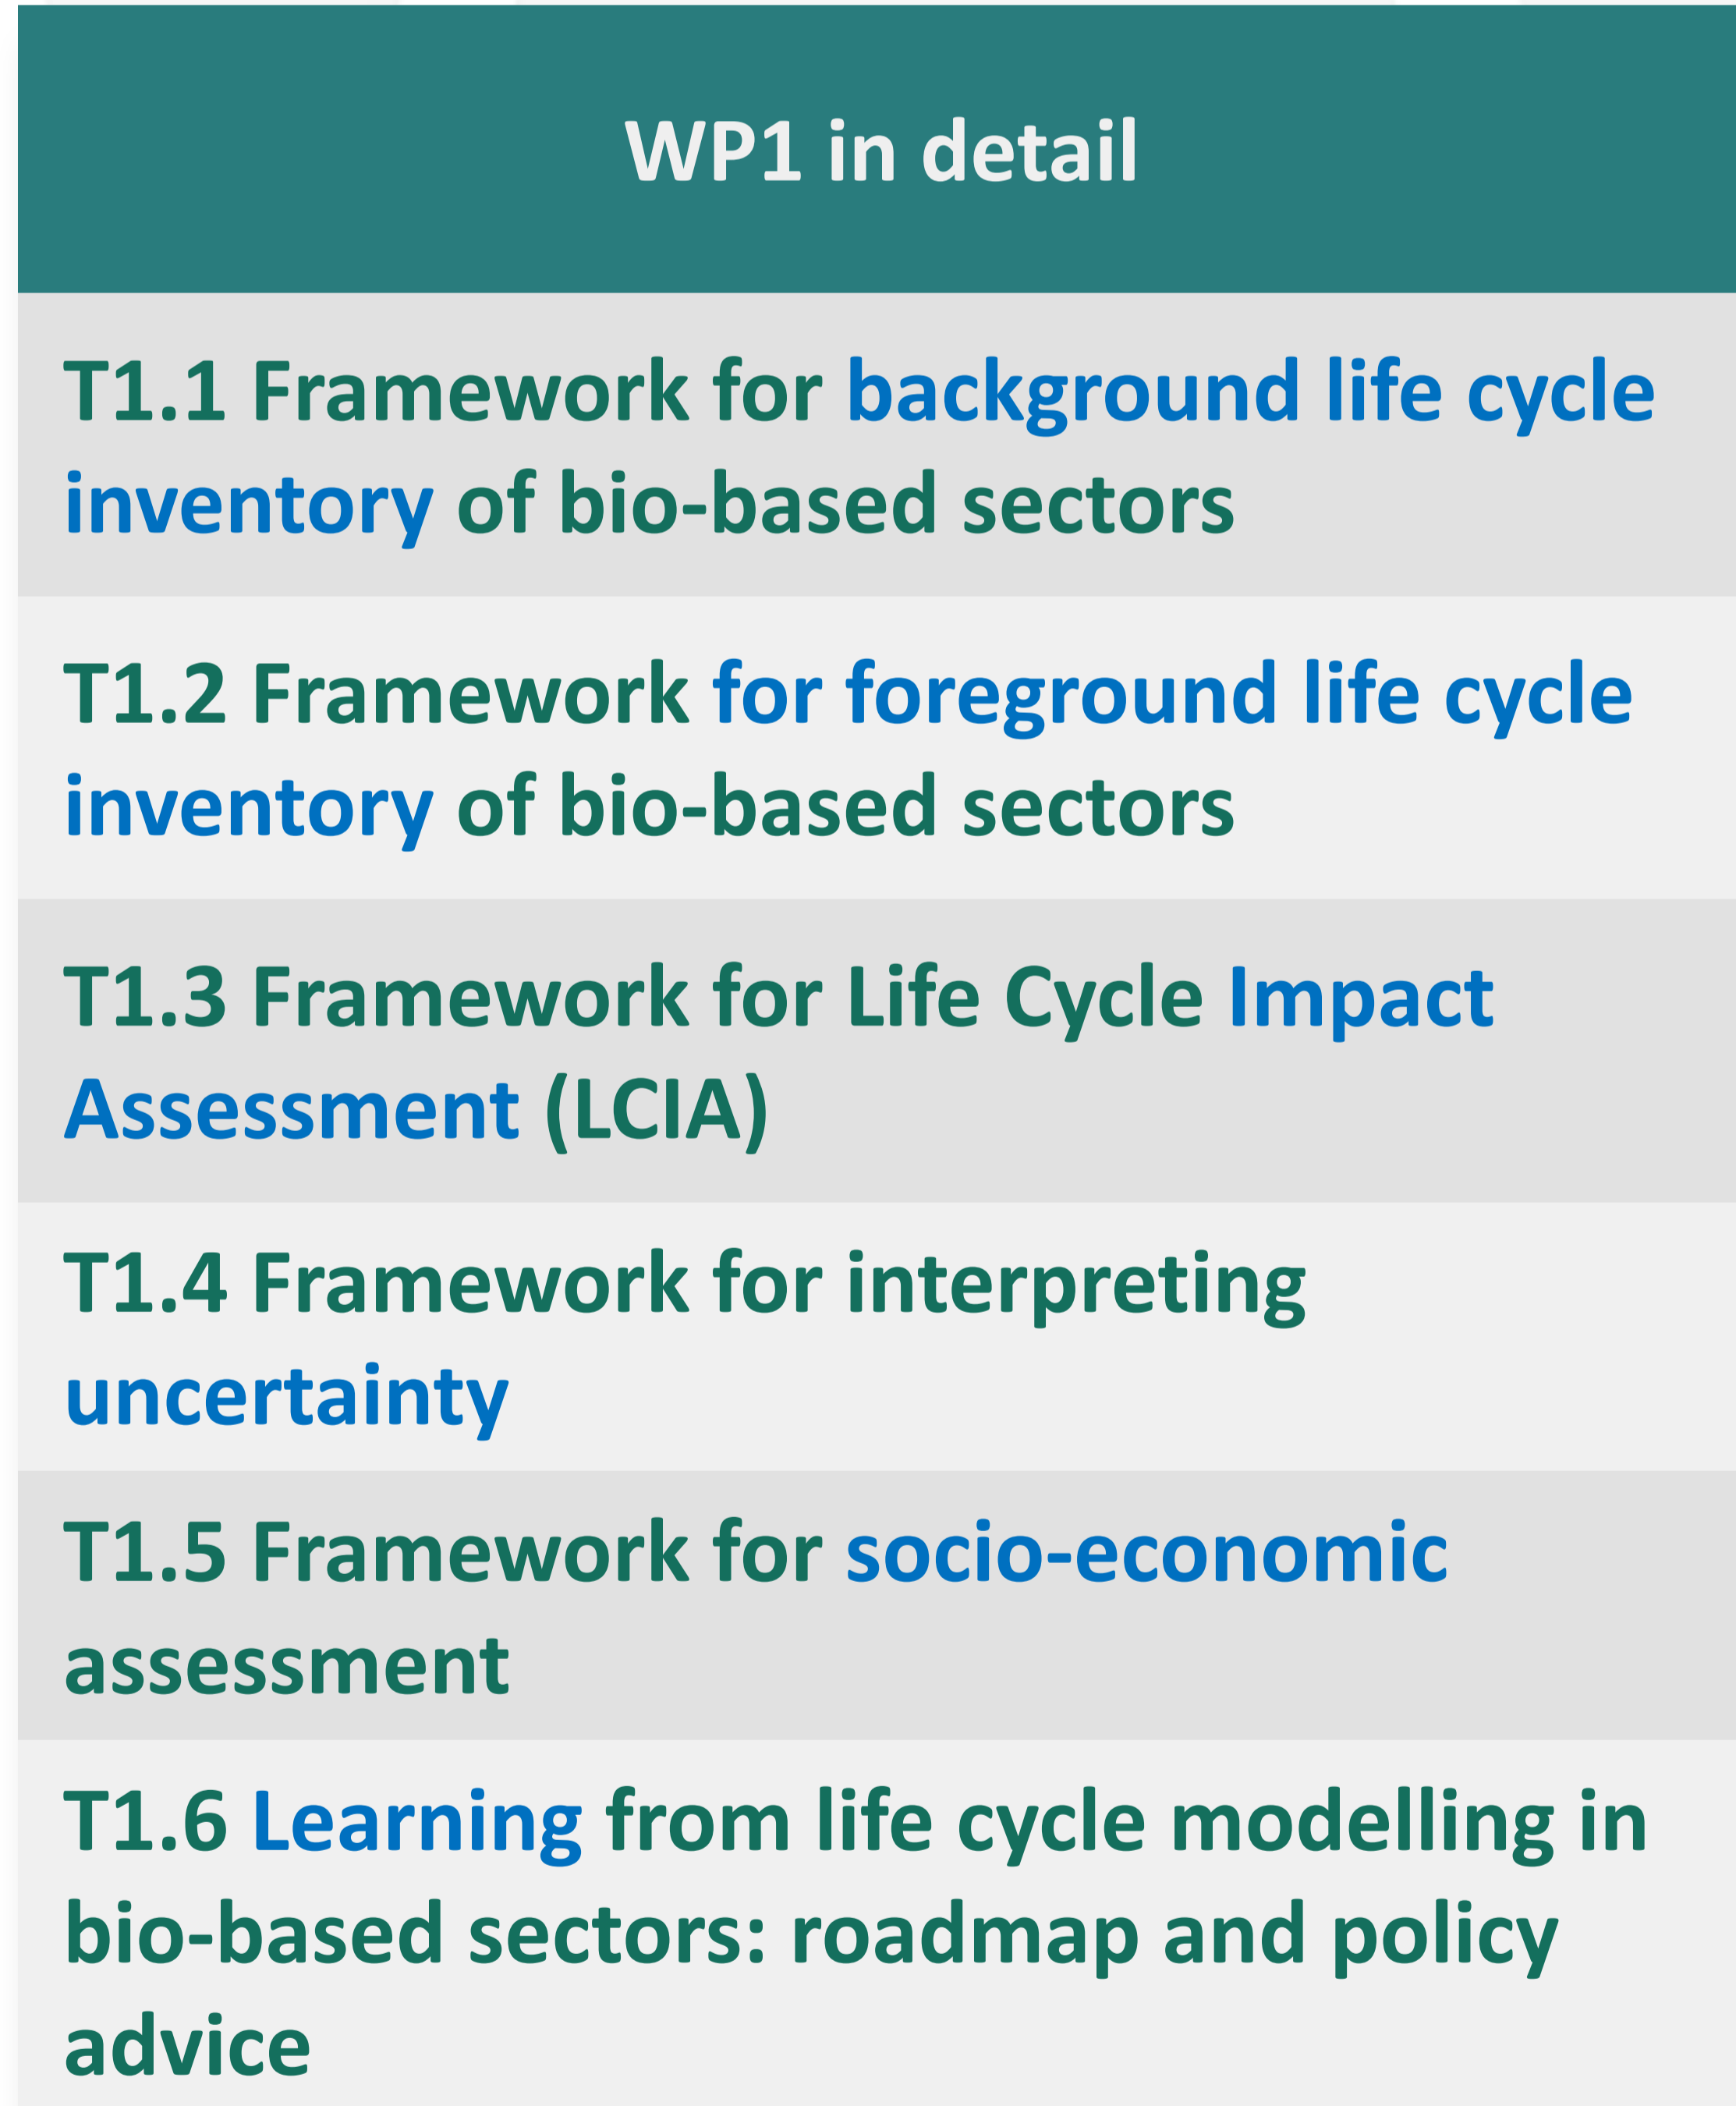 WP1 in detail
T1.1 Framework for background life cycle
inventory of bio-based sectors
T1.2 Framework for foreground life cycle
inventory of bio-based sectors
T1.3 Framework for Life Cycle Impact
Assessment (LCIA)
T1.4 Framework for interpreting
uncertainty
T1.5 Framework for socio-economic
assessment
T1.6 Learning from life cycle modelling in
bio-based sectors: roadmap and policy
advice